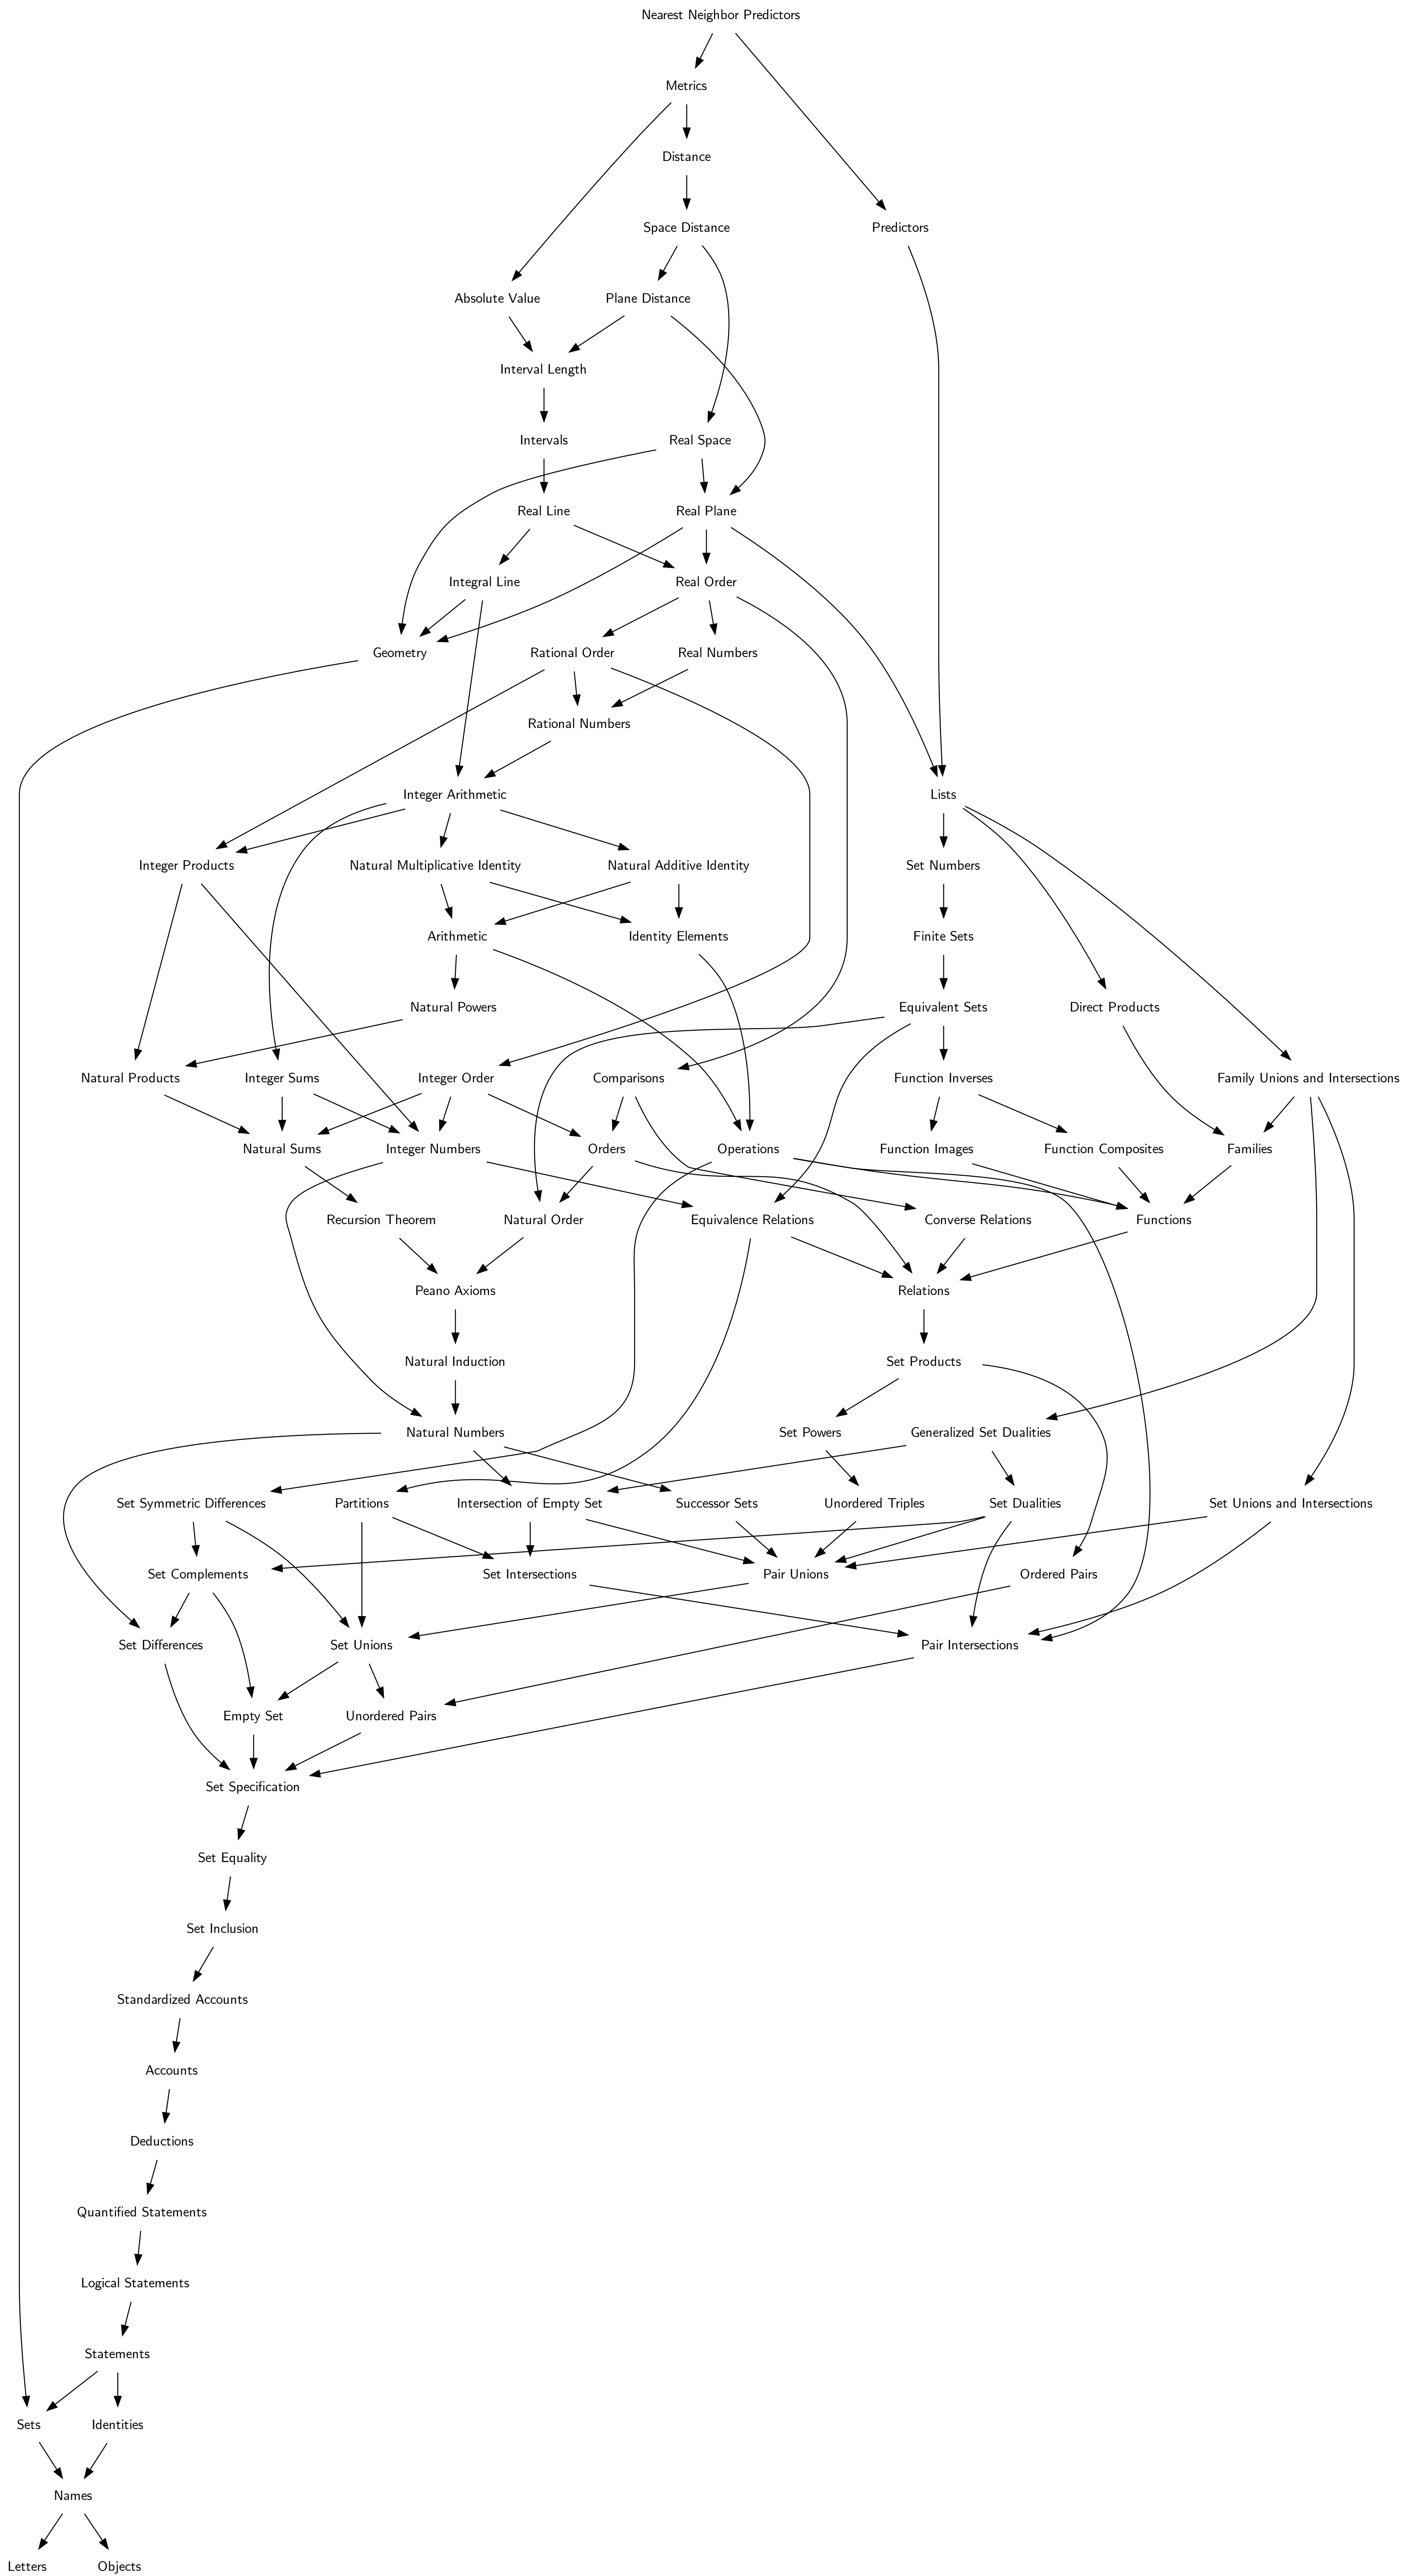 Nearest Neighbor Predictors
Metrics
Distance
Space Distance
Predictors
Absolute Value
Plane Distance
Interval Length
Intervals
Real Space
Real Line
Real Plane
Integral Line
Real Order
Geometry
Rational Order
Real Numbers
Rational Numbers
Integer Arithmetic
Lists
Integer Products
Natural Multiplicative Identity
Natural Additive Identity
Set Numbers
Arithmetic
Identity Elements
Finite Sets
Natural Powers
Equivalent Sets
Direct Products
Natural Products
Integer Sums
Integer Order
Comparisons
Function Inverses
Family Unions and Intersections
Natural Sums
Integer Numbers
Orders
Operations
Function Images
Function Composites
Families
Recursion Theorem
Natural Order
Equivalence Relations
Converse Relations
Functions
Peano Axioms
Relations
Natural Induction
Set Products
Natural Numbers
Set Powers
Generalized Set Dualities
Set Symmetric Differences
Partitions
Intersection of Empty Set
Successor Sets
Unordered Triples
Set Dualities
Set Unions and Intersections
Set Complements
Set Intersections
Pair Unions
Ordered Pairs
Set Differences
Set Unions
Pair Intersections
Empty Set
Unordered Pairs
Set Specification
Set Equality
Set Inclusion
Standardized Accounts
Accounts
Deductions
Quantified Statements
Logical Statements
Statements
Sets
Identities
Names
Letters
Objects